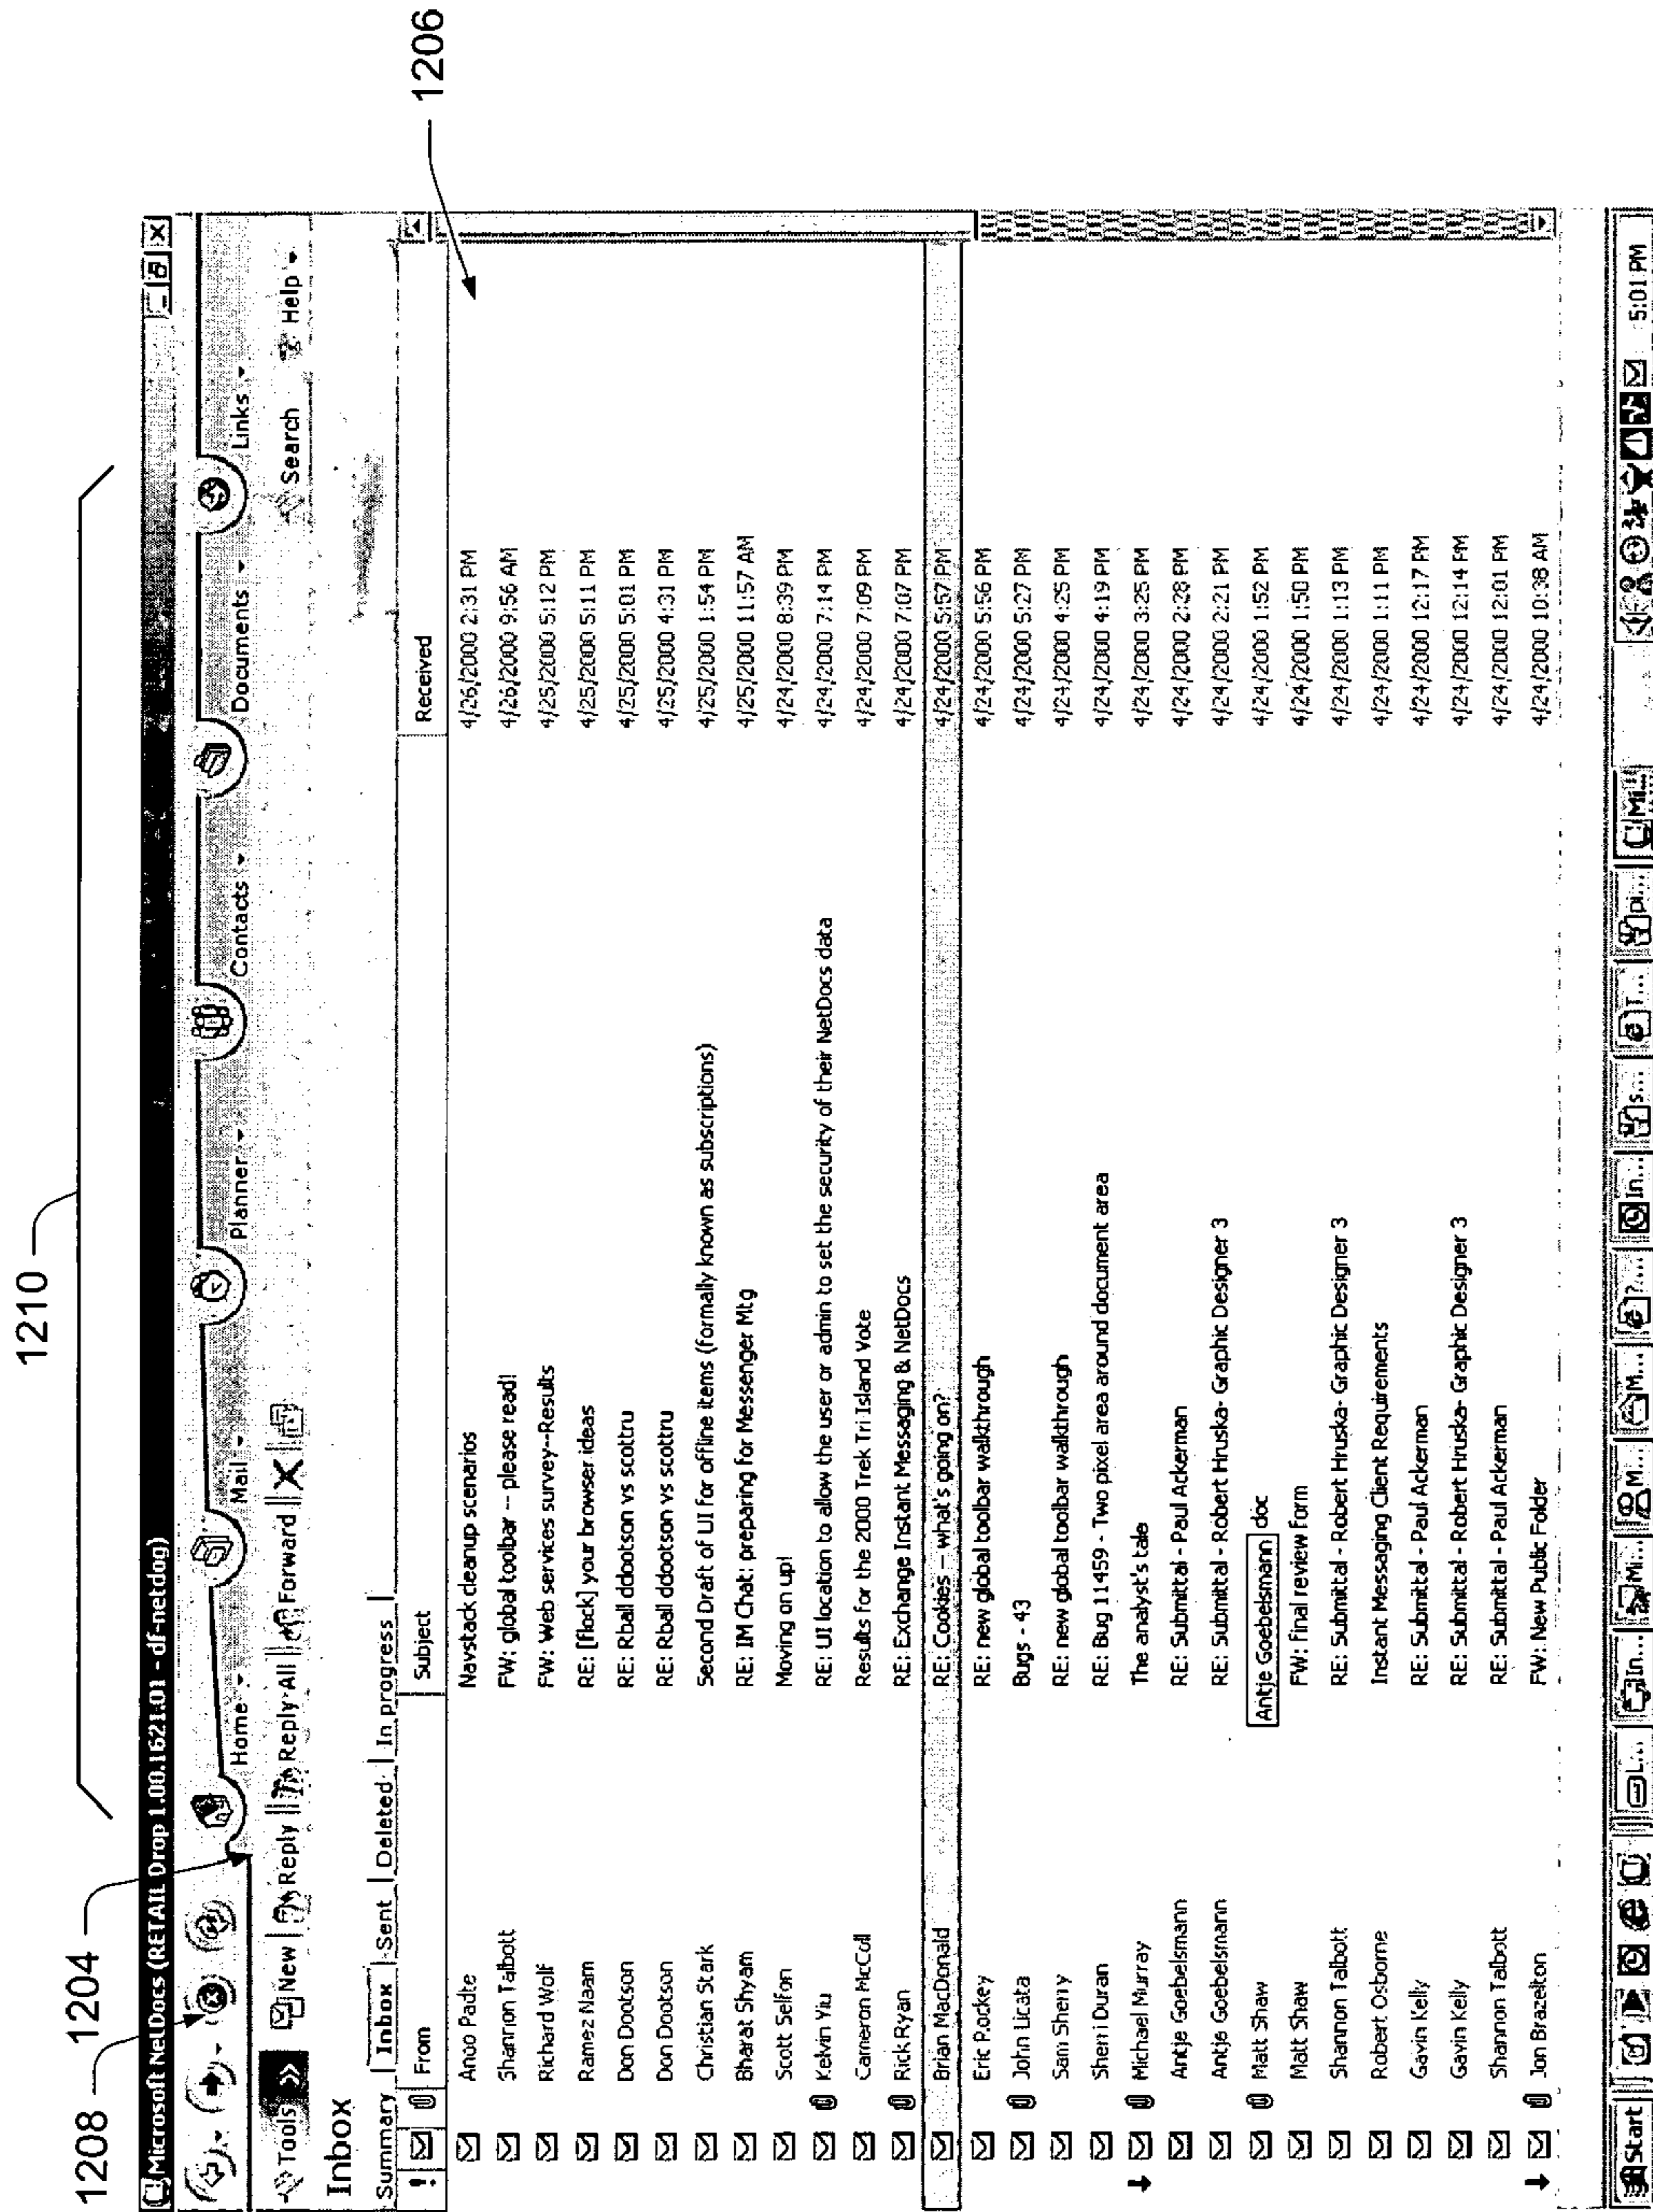 1210
1208
1204
1206
Microsoft NetDocs (RETAIL Drop 1.00.1621.01 - df-netdog)
Home Mail Planner Contacts Documents Links
Tools >> New Reply Reply All Forward Search Help
Inbox
Summary Inbox Sent Deleted In progress
! From Subject Received
Anoo Padte Navstack cleanup scenarios 4/26/2000 2:31 PM
Shannon Talbott FW: global toolbar -- please read! 4/26/2000 9:56 AM
Richard Wolf FW: Web services survey--Results 4/25/2000 5:12 PM
Ramez Naam RE: [flock] your browser ideas 4/25/2000 5:11 PM
Don Dootson RE: Rball ddootson vs scottru 4/25/2000 5:01 PM
Don Dootson RE: Rball ddootson vs scottru 4/25/2000 4:31 PM
Christian Stark Second Draft of UI for offline items (formally known as subscriptions) 4/25/2000 1:54 PM
Bharat Shyam RE: IM Chat: preparing for Messenger Mtg 4/25/2000 11:57 AM
Scott Selfon Moving on up! 4/24/2000 8:39 PM
Kelvin Yiu RE: UI location to allow the user or admin to set the security of their NetDocs data 4/24/2000 7:14 PM
Cameron McColl Results for the 2000 Trek Tri Island Vote 4/24/2000 7:09 PM
Rick Ryan RE: Exchange Instant Messaging & NetDocs 4/24/2000 7:07 PM
Brian MacDonald RE: Cookies -- what's going on? 4/24/2000 5:57 PM
Eric Rockey RE: new global toolbar walkthrough 4/24/2000 5:56 PM
John Licata Bugs - 43 4/24/2000 5:27 PM
Sam Sherry RE: new global toolbar walkthrough 4/24/2000 4:25 PM
Sherri Duran RE: Bug 11459 - Two pixel area around document area 4/24/2000 4:19 PM
Michael Murray The analyst's tale 4/24/2000 3:25 PM
Antje Goebelsmann RE: Submittal - Paul Ackerman 4/24/2000 2:28 PM
Antje Goebelsmann RE: Submittal - Robert Hruska- Graphic Designer 3 4/24/2000 2:21 PM
Matt Shaw Antje Goebelsmann doc 4/24/2000 1:52 PM
Matt Shaw FW: final review form 4/24/2000 1:50 PM
Shannon Talbott RE: Submittal - Robert Hruska- Graphic Designer 3 4/24/2000 1:13 PM
Robert Osborne Instant Messaging Client Requirements 4/24/2000 1:11 PM
Gavin Kelly RE: Submittal - Paul Ackerman 4/24/2000 12:17 PM
Gavin Kelly RE: Submittal - Robert Hruska- Graphic Designer 3 4/24/2000 12:14 PM
Shannon Talbott RE: Submittal - Paul Ackerman 4/24/2000 12:01 PM
Jon Brazelton FW: New Public Folder 4/24/2000 10:38 AM
Start L... In... Mi... M... M... ?... In... s... T... pi... Mi... 5:01 PM